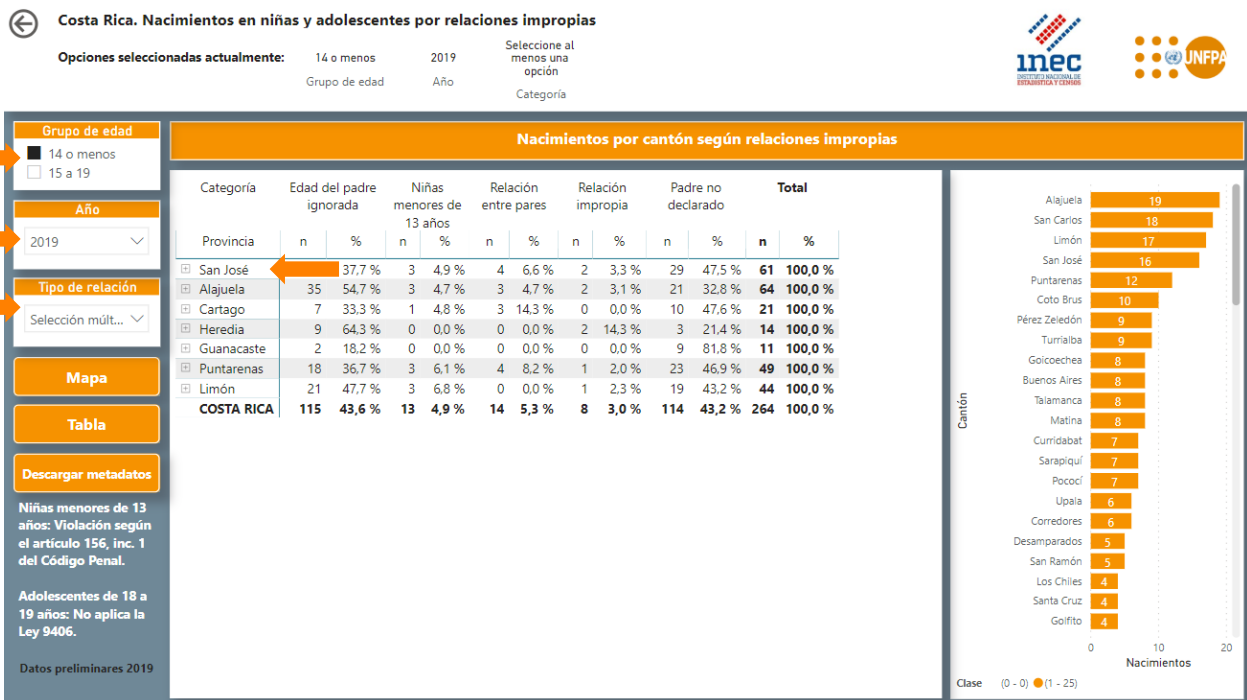 Costa Rica. Nacimientos en niñas y adolescentes por relaciones impropias
Opciones seleccionadas actualmente:
14 o menos
Grupo de edad
2019
Año
Seleccione al
menos una
opción
Categoría
inec
INSTITUTO NACIONAL DE
ESTADÍSTICA Y CENSOS
UNFPA
Grupo de edad
14 o menos
15 a 19
Año
2019
Tipo de relación
Selección múlt...
Mapa
Tabla
Descargar metadatos
Niñas menores de 13
años: Violación según
el artículo 156, inc. 1
del Código Penal.
Adolescentes de 18 a
19 años: No aplica la
Ley 9406.
Datos preliminares 2019
Nacimientos por cantón según relaciones impropias
Categoría Edad del padre ignorada Niñas menores de 13 años Relación entre pares Relación impropia Padre no declarado Total
Provincia n % n % n % n % n % n %
San José 37,7 % 3 4,9 % 4 6,6 % 2 3,3 % 29 47,5 % 61 100,0 %
Alajuela 35 54,7 % 3 4,7 % 3 4,7 % 2 3,1 % 21 32,8 % 64 100,0 %
Cartago 7 33,3 % 1 4,8 % 3 14,3 % 0 0,0 % 10 47,6 % 21 100,0 %
Heredia 9 64,3 % 0 0,0 % 0 0,0 % 2 14,3 % 3 21,4 % 14 100,0 %
Guanacaste 2 18,2 % 0 0,0 % 0 0,0 % 0 0,0 % 9 81,8 % 11 100,0 %
Puntarenas 18 36,7 % 3 6,1 % 4 8,2 % 1 2,0 % 23 46,9 % 49 100,0 %
Limón 21 47,7 % 3 6,8 % 0 0,0 % 1 2,3 % 19 43,2 % 44 100,0 %
COSTA RICA 115 43,6 % 13 4,9 % 14 5,3 % 8 3,0 % 114 43,2 % 264 100,0 %
Cantón
Alajuela 19
San Carlos 18
Limón 17
San José 16
Puntarenas 12
Coto Brus 10
Pérez Zeledón 9
Turrialba 9
Goicoechea 8
Buenos Aires 8
Talamanca 8
Matina 8
Curridabat 7
Sarapiquí 7
Pococí 7
Upala 6
Corredores 6
Desamparados 5
San Ramón 5
Los Chiles 4
Santa Cruz 4
Golfito 4
0 10 20
Nacimientos
Clase (0 - 0) (1 - 25)